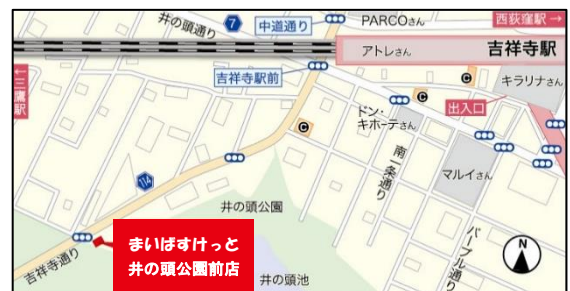 井の頭通り
7
中道通り
PARCOさん
西荻窪駅→
アトレさん
吉祥寺駅
←三鷹駅
吉祥寺駅前
キラリナさん
出入口
ドン・
キホーテさん
南一条通り
マルイさん
114
井の頭公園
パープル通り
N
まいばすけっと
井の頭公園前店
吉祥寺通り
井の頭池